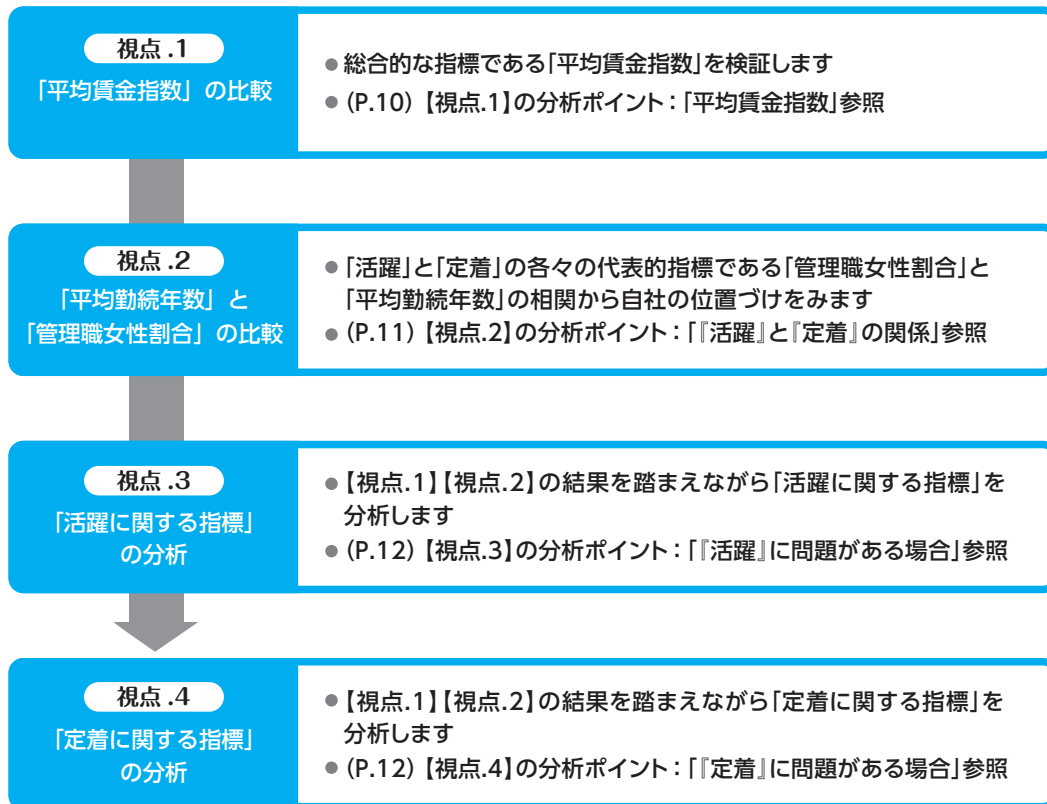 視点.1
「平均賃金指数」の比較
●総合的な指標である「平均賃金指数」を検証します
●(P.10)【視点.1】の分析ポイント:「平均賃金指数」参照
視点.2
「平均勤続年数」と
「管理職女性割合」の比較
●「活躍」と「定着」の各々の代表的指標である「管理職女性割合」と
「平均勤続年数」の相関から自社の位置づけをみます
●(P.11)【視点.2】の分析ポイント:「『活躍』と『定着』の関係」参照
視点.3
「活躍に関する指標」
の分析
●【視点.1】【視点.2】の結果を踏まえながら「活躍に関する指標」を
分析します
●(P.12)【視点.3】の分析ポイント:「『活躍』に問題がある場合」参照
視点.4
「定着に関する指標」
の分析
●【視点.1】【視点.2】の結果を踏まえながら「定着に関する指標」を
分析します
●(P.12)【視点.4】の分析ポイント:「『定着』に問題がある場合」参照